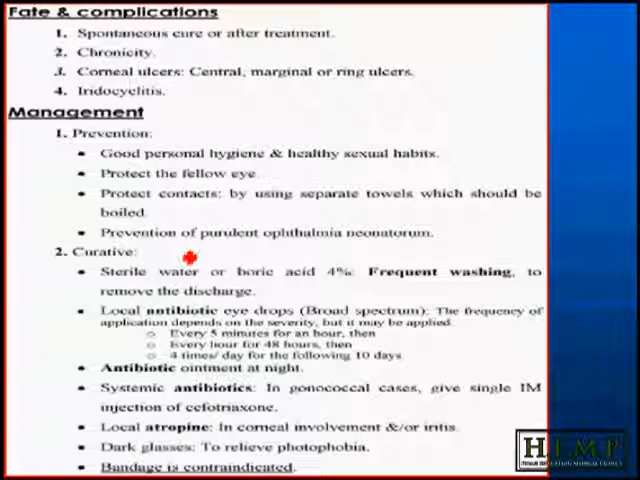 Fate & complications
1. Spontaneous cure or after treatment.
2. Chronicity.
3. Corneal ulcers: Central, marginal or ring ulcers.
4. Iridocyclitis.
Management
1. Prevention:
• Good personal hygiene & healthy sexual habits.
• Protect the fellow eye.
• Protect contacts: by using separate towels which should be
boiled.
• Prevention of purulent ophthalmia neonatorum.
2. Curative:
• Sterile water or boric acid 4%: Frequent washing, to
remove the discharge.
• Local antibiotic eye drops (Broad spectrum): The frequency of
application depends on the severity, but it may be applied.
o Every 5 minutes for an hour, then
o Every hour for 48 hours, then
o 4 times/ day for the following 10 days
• Antibiotic ointment at night.
• Systemic antibiotics: In gonococcal cases, give single IM
injection of cefotriaxone.
• Local atropine: In corneal involvement &/or iritis.
• Dark glasses: To relieve photophobia.
• Bandage is contraindicated.